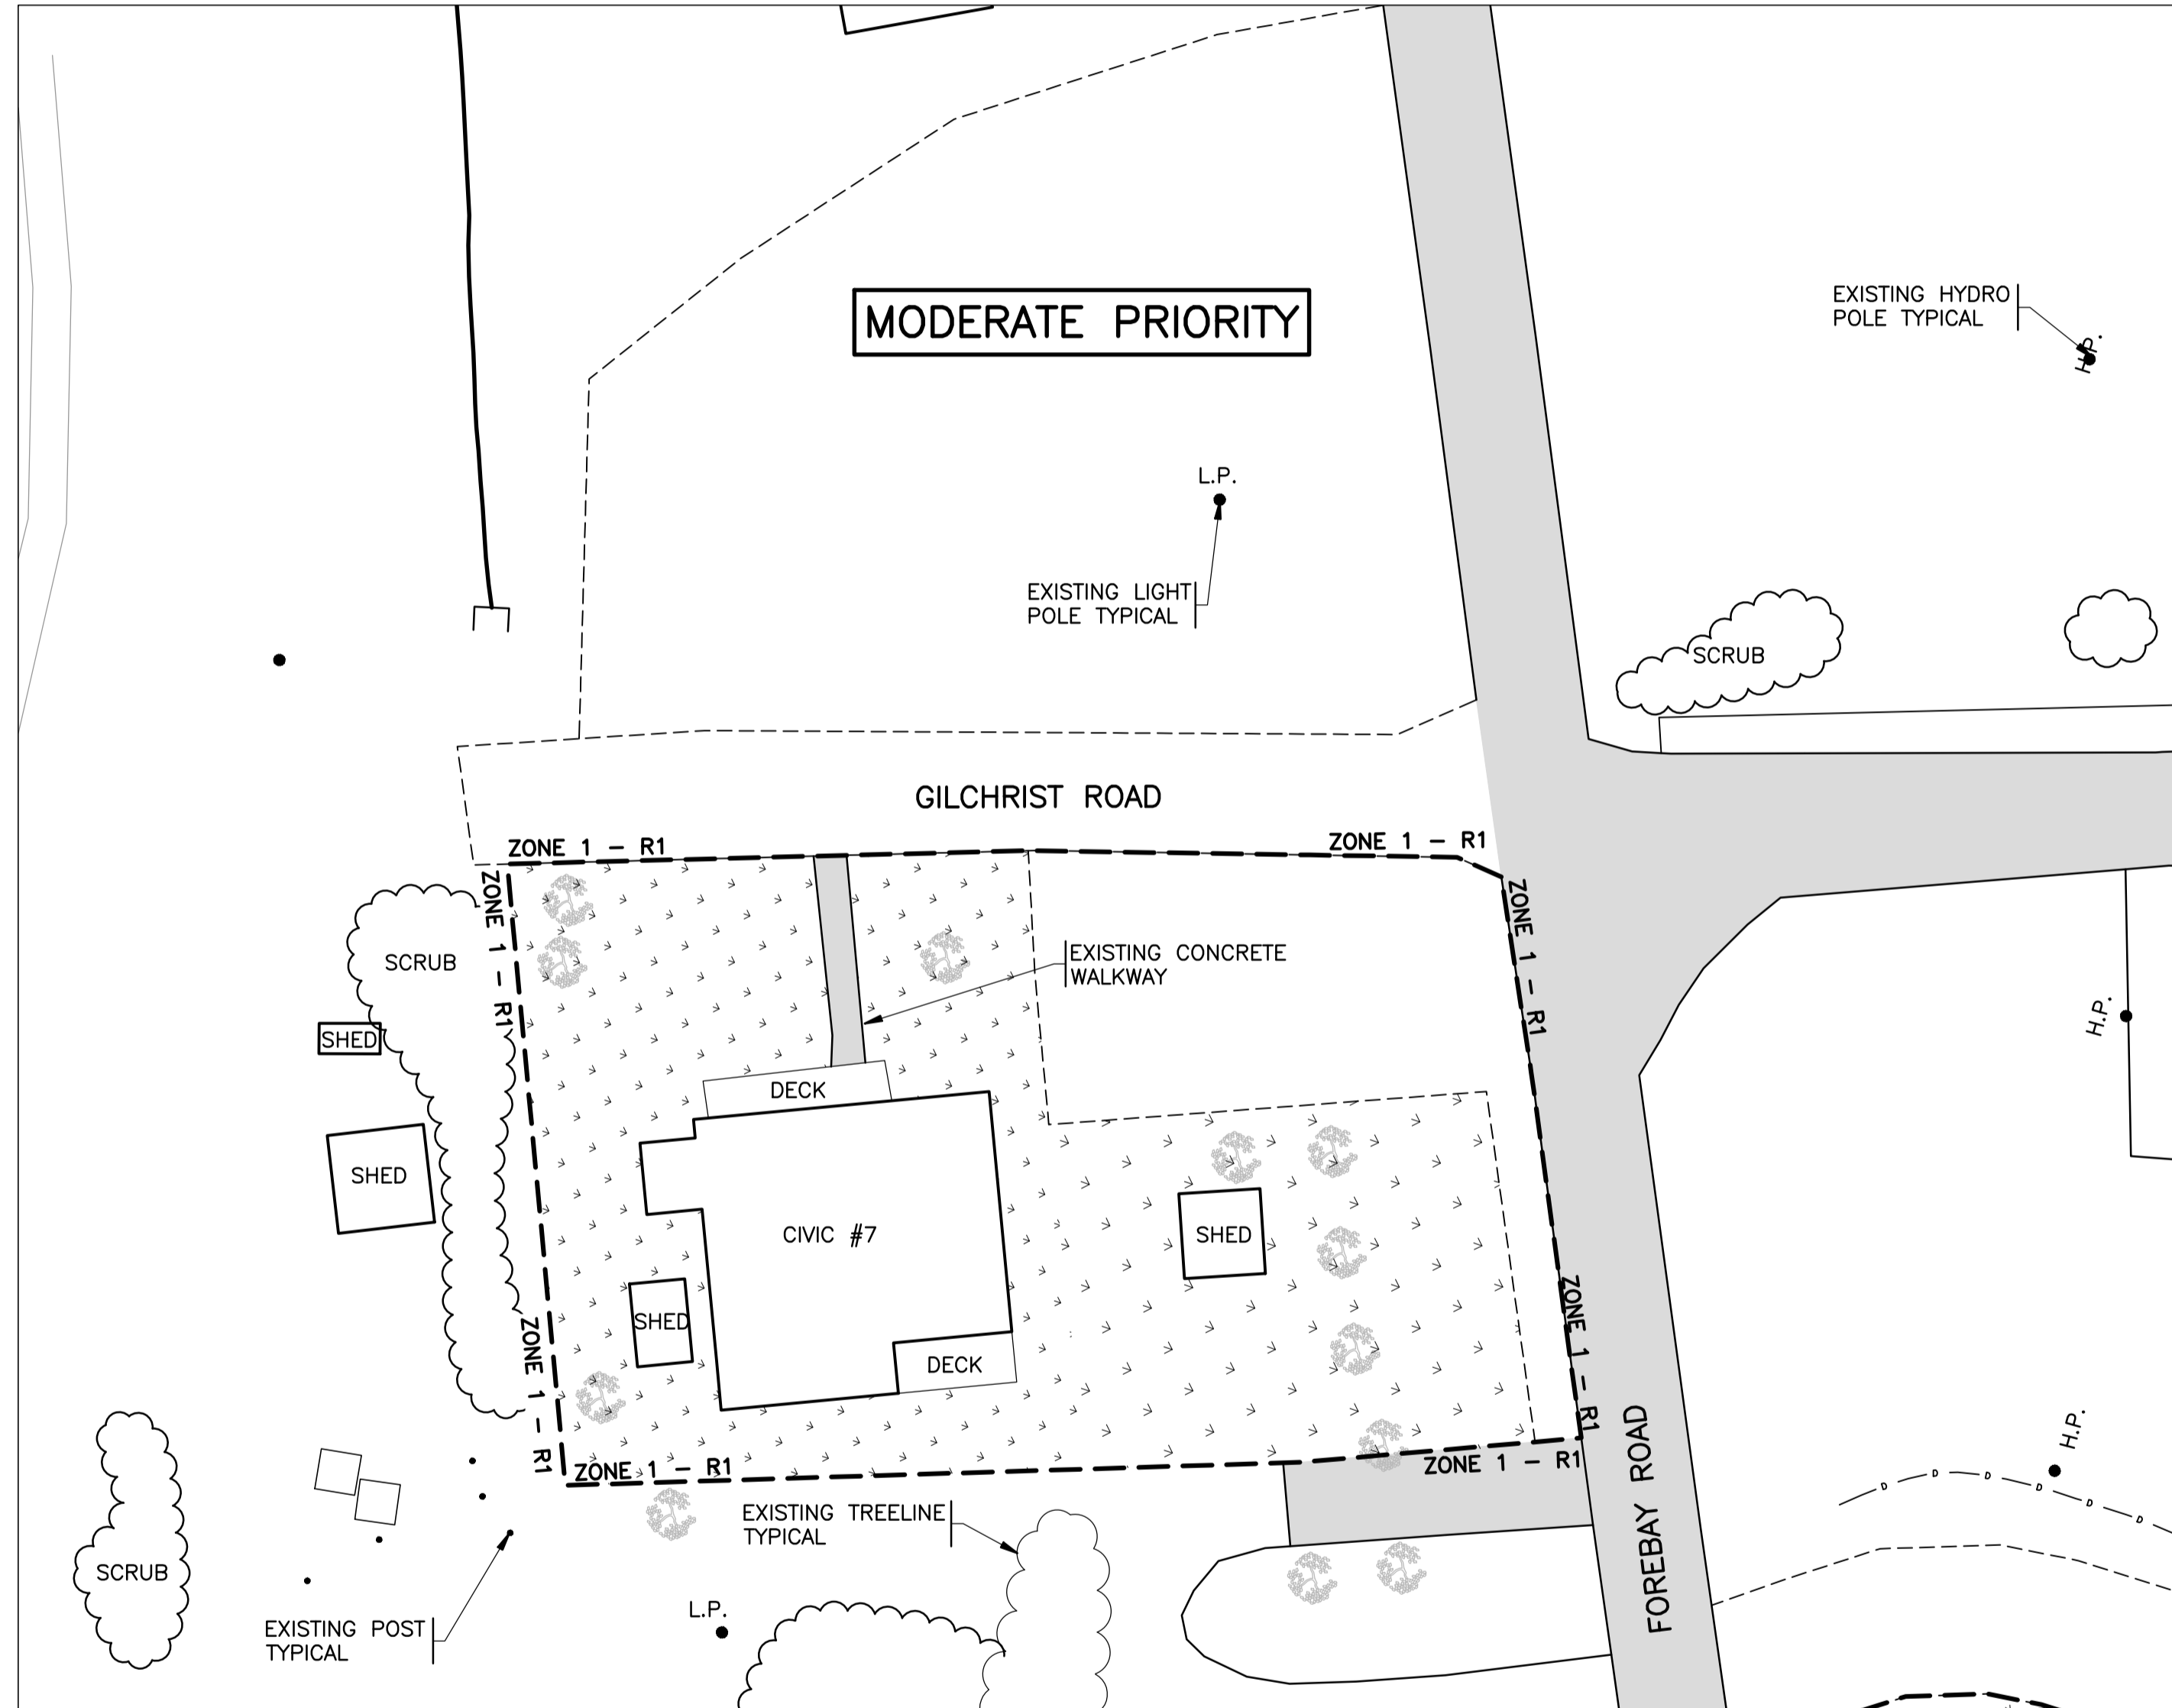 MODERATE PRIORITY
EXISTING HYDRO
POLE TYPICAL
H.P.
L.P.
EXISTING LIGHT
POLE TYPICAL
SCRUB
GILCHRIST ROAD
ZONE 1 - R1
ZONE 1 - R1
ZONE 1 - R1
ZONE 1 - R1
SCRUB
EXISTING CONCRETE
WALKWAY
H.P.
SHED
DECK
SHED
CIVIC #7
SHED
SHED
DECK
ZONE 1 - R1
ZONE 1 - R1
ZONE 1 - R1
ZONE 1 - R1
FOREBAY ROAD
H.P.
D
D
D
D
D
D
EXISTING TREELINE
TYPICAL
SCRUB
L.P.
EXISTING POST
TYPICAL